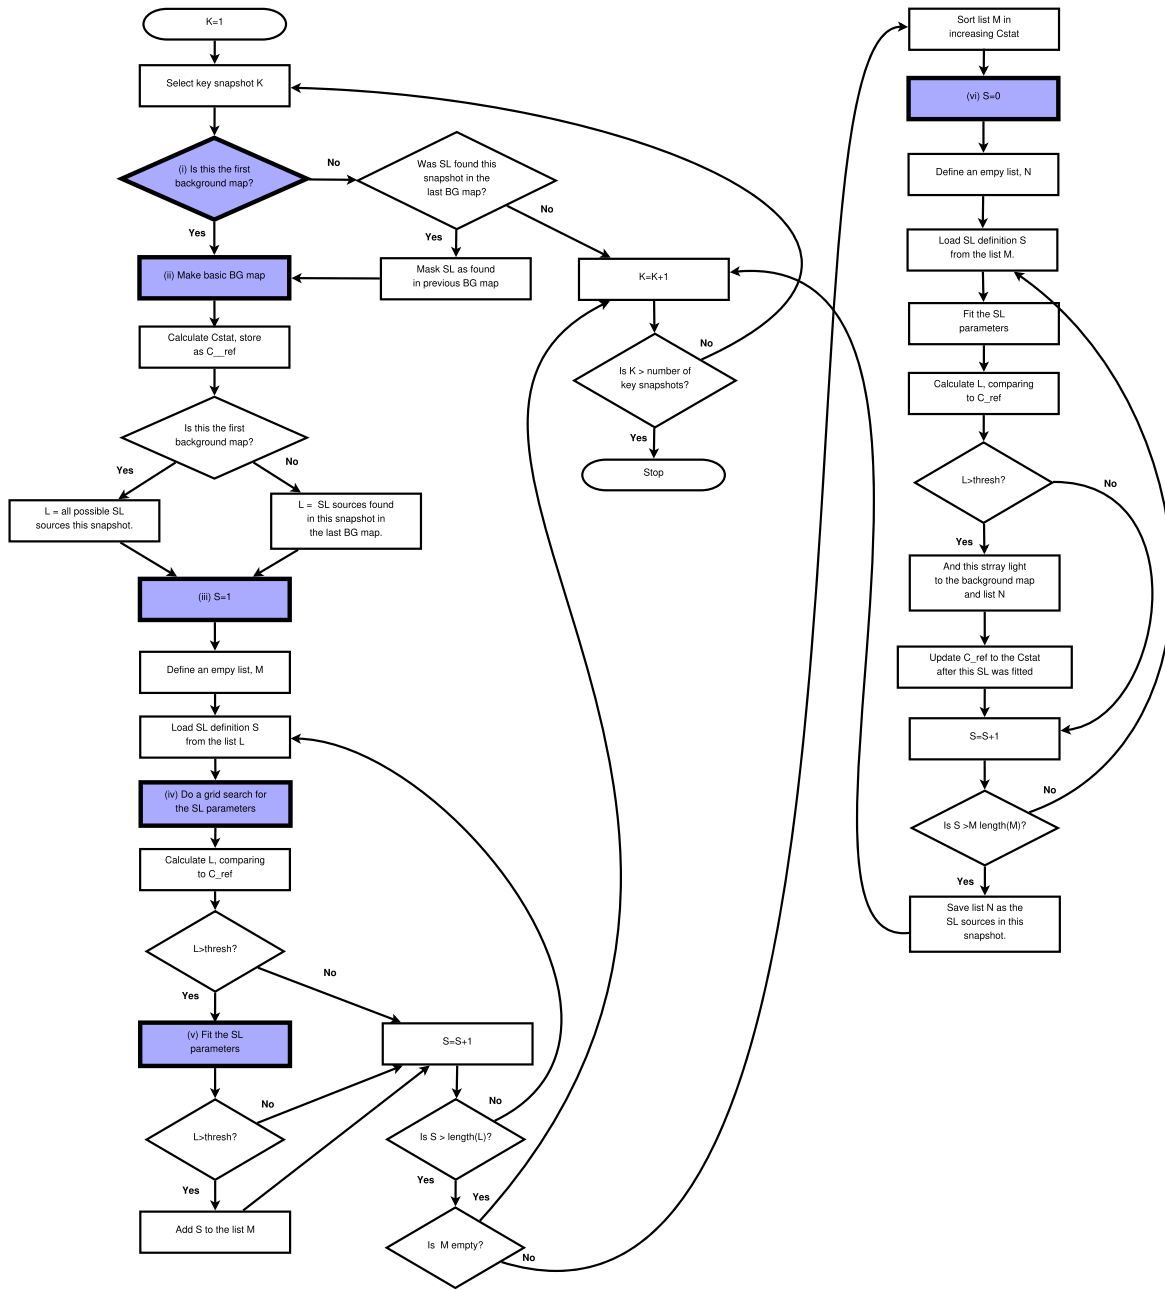 K=1
Select key snapshot K
(i) Is this the first
background map?
No
Yes
Was SL found this
snapshot in the
last BG map?
No
Yes
(ii) Make basic BG map
Mask SL as found
in previous BG map
K=K+1
Calculate Cstat, store
as C__ref
Is K > number of
key snapshots?
No
Yes
Stop
Is this the first
background map?
Yes
No
L = all possible SL
sources this snapshot.
L = SL sources found
in this snapshot in
the last BG map.
(iii) S=1
Define an empy list, M
Load SL definition S
from the list L
(iv) Do a grid search for
the SL parameters
Calculate L, comparing
to C_ref
L>thresh?
No
Yes
(v) Fit the SL
parameters
S=S+1
L>thresh?
No
Yes
Add S to the list M
Is S > length(L)?
No
Yes
Is M empty?
Yes
No
Sort list M in
increasing Cstat
(vi) S=0
Define an empy list, N
Load SL definition S
from the list M.
Fit the SL
parameters
Calculate L, comparing
to C_ref
L>thresh?
No
Yes
And this strray light
to the background map
and list N
Update C_ref to the Cstat
after this SL was fitted
S=S+1
Is S >M length(M)?
No
Yes
Save list N as the
SL sources in this
snapshot.